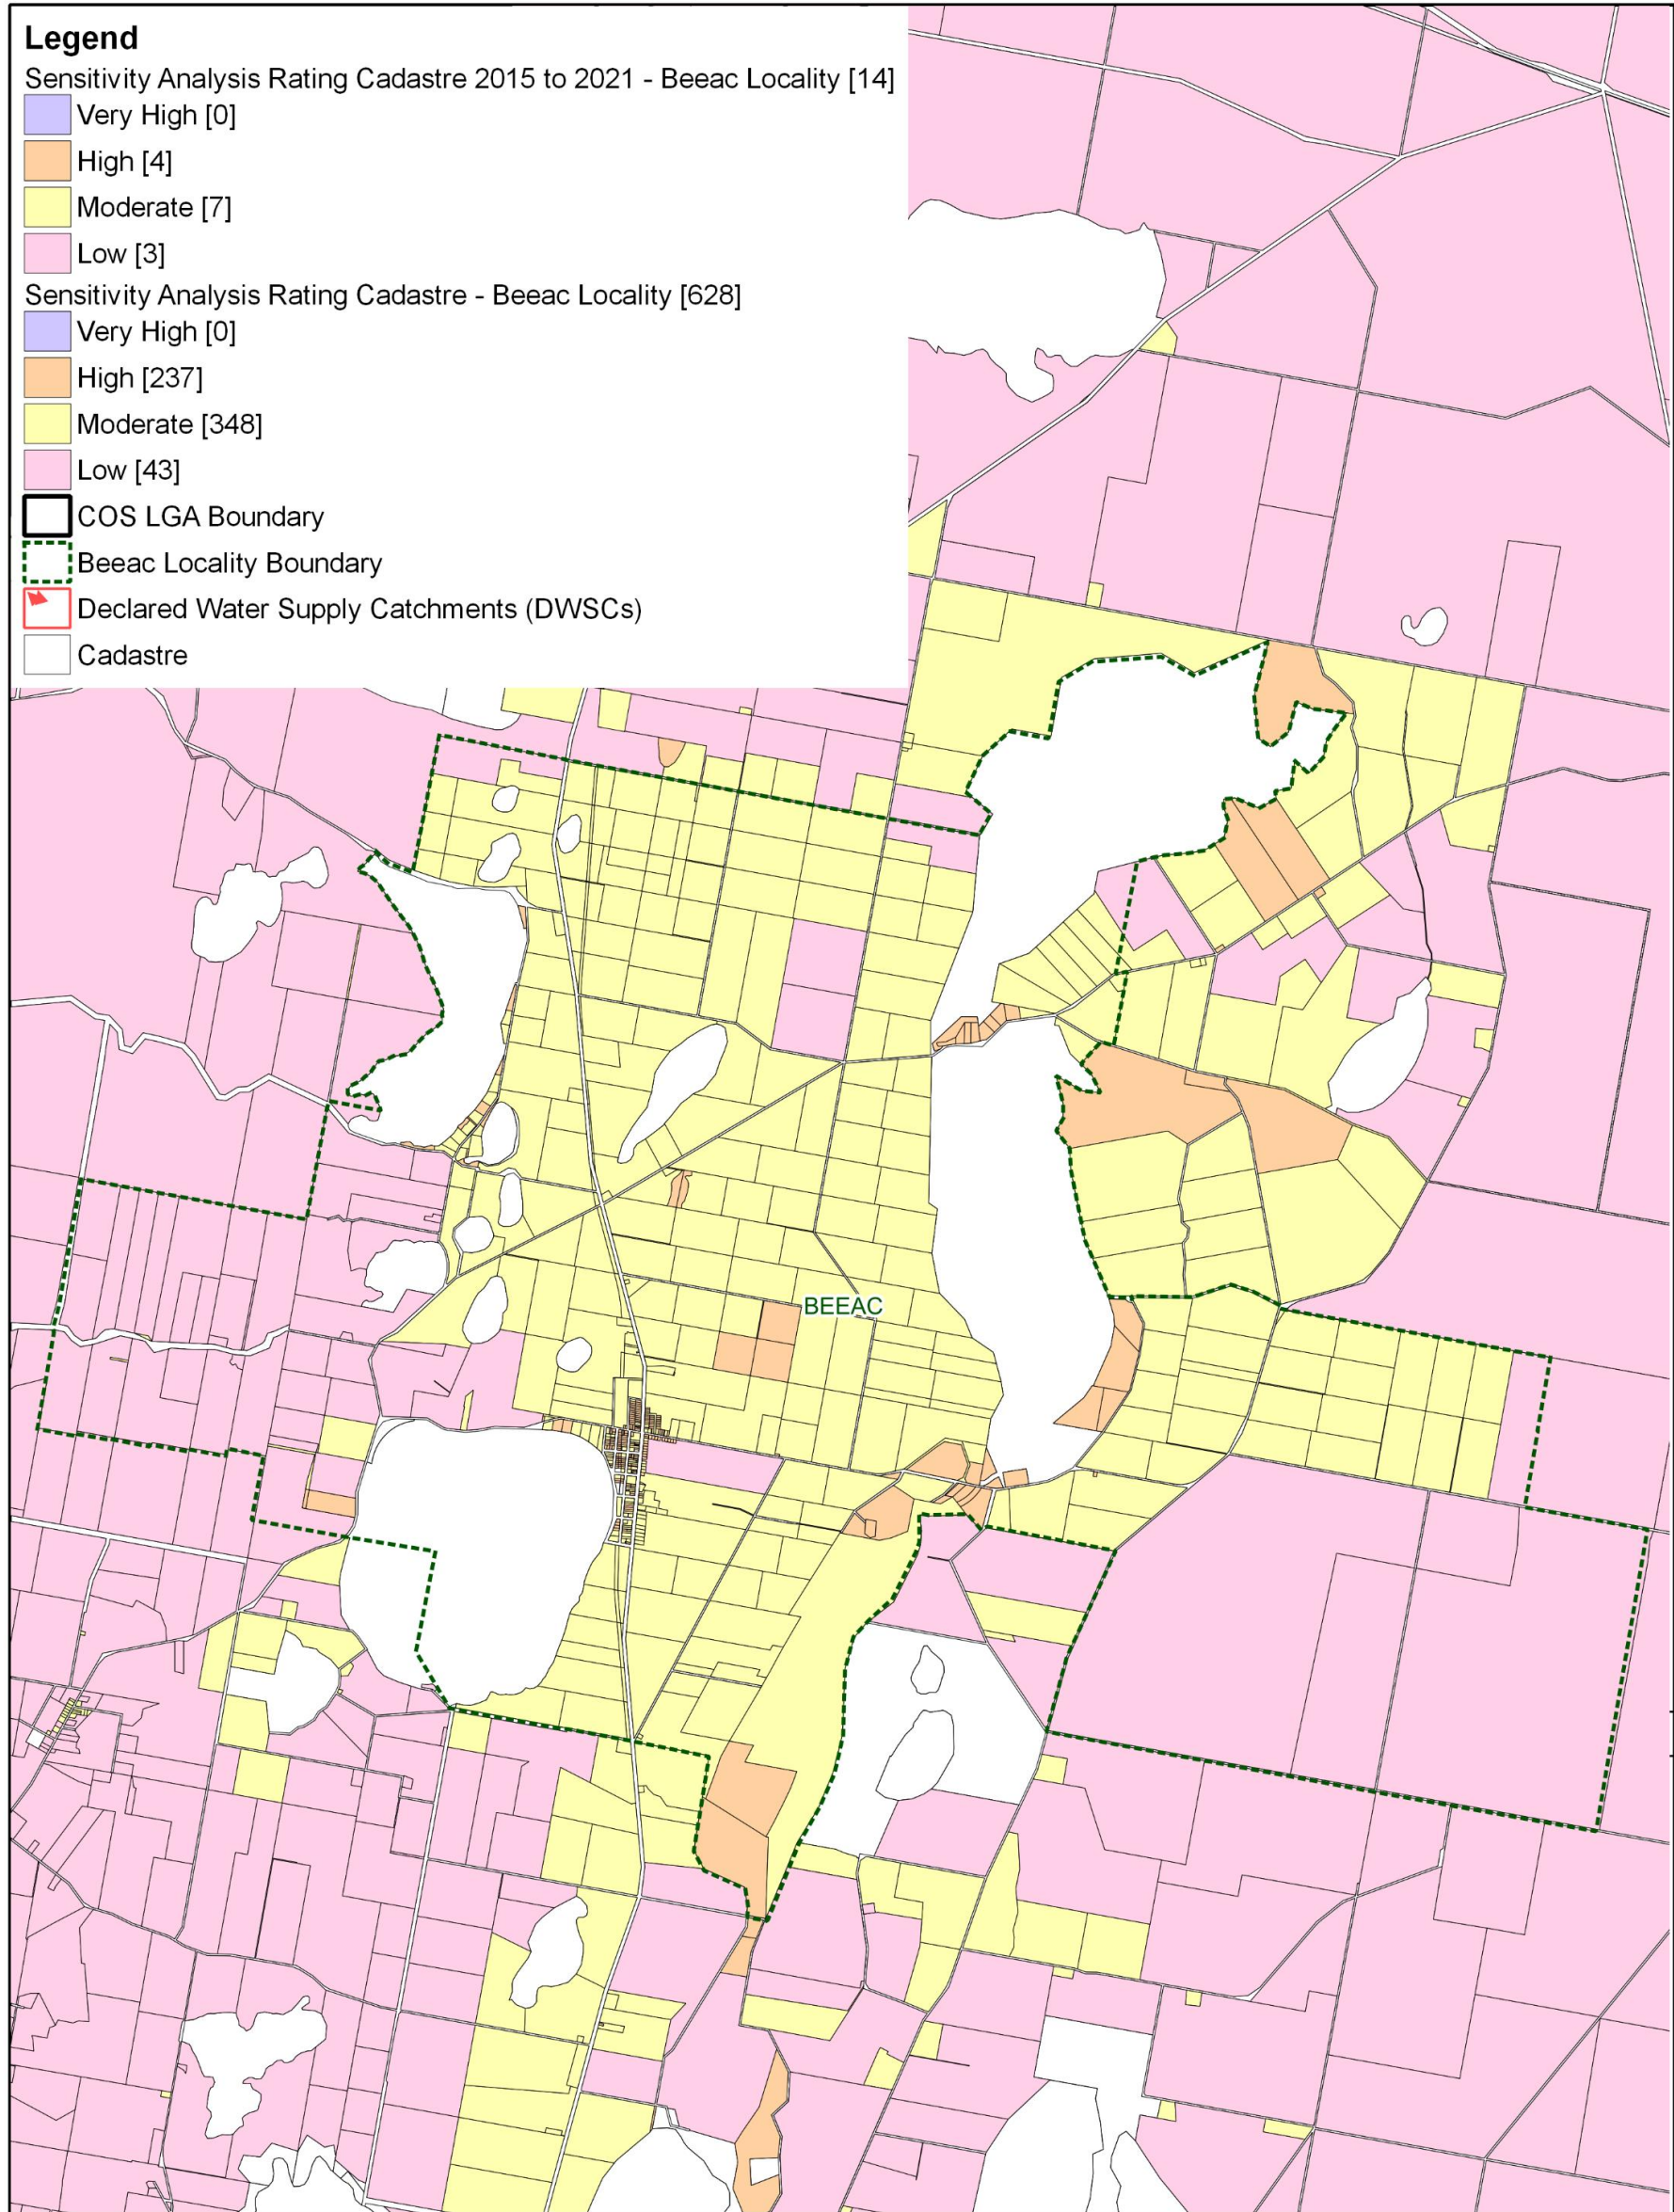 Legend
Sensitivity Analysis Rating Cadastre 2015 to 2021 - Beeac Locality [14]
Very High [0]
High [4]
Moderate [7]
Low [3]
Sensitivity Analysis Rating Cadastre - Beeac Locality [628]
Very High [0]
High [237]
Moderate [348]
Low [43]
COS LGA Boundary
Beeac Locality Boundary
Declared Water Supply Catchments (DWSCs)
Cadastre
BEEAC